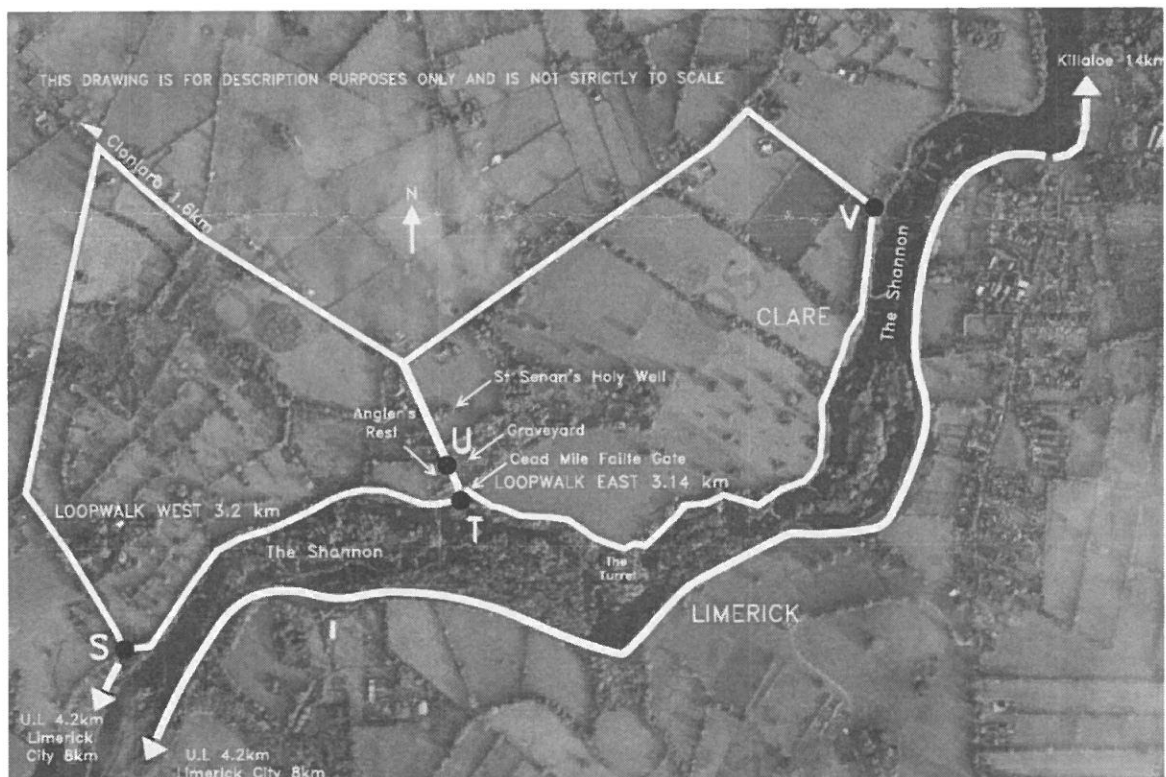 THIS DRAWING IS FOR DESCRIPTION PURPOSES ONLY AND IS NOT STRICTLY TO SCALE
Killaloe 14km
Clonlara 1.6km
N
V
The Shannon
CLARE
St Senan's Holy Well
Angler's
Rest
U
Graveyard
Cead Mile Failte Gate
LOOPWALK EAST 3.14 km
LOOPWALK WEST 3.2 km
T
The Shannon
The
Turret
LIMERICK
S
U.L 4.2km
Limerick
City 8km
U.L 4.2km
Limerick City 8km